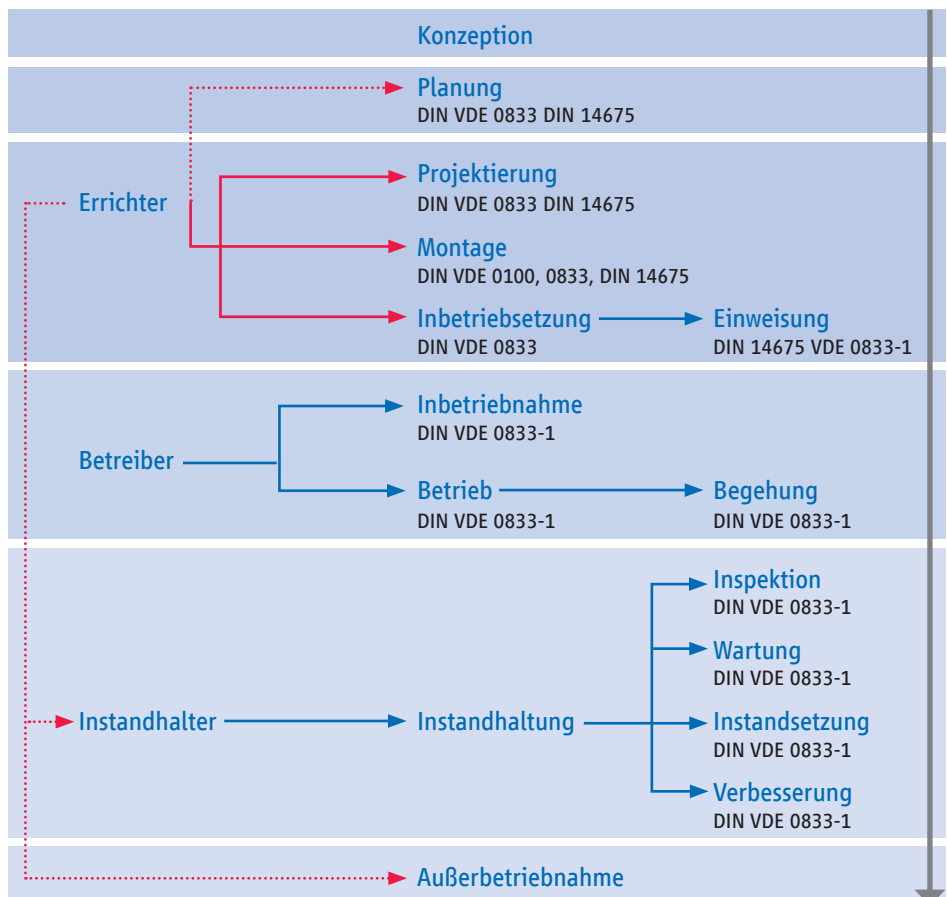 Konzeption
Planung
DIN VDE 0833 DIN 14675
Errichter
Projektierung
DIN VDE 0833 DIN 14675
Montage
DIN VDE 0100, 0833, DIN 14675
Inbetriebsetzung
DIN VDE 0833
Einweisung
DIN 14675 VDE 0833-1
Betreiber
Inbetriebnahme
DIN VDE 0833-1
Betrieb
DIN VDE 0833-1
Begehung
DIN VDE 0833-1
Instandhalter
Instandhaltung
Inspektion
DIN VDE 0833-1
Wartung
DIN VDE 0833-1
Instandsetzung
DIN VDE 0833-1
Verbesserung
DIN VDE 0833-1
Außerbetriebnahme